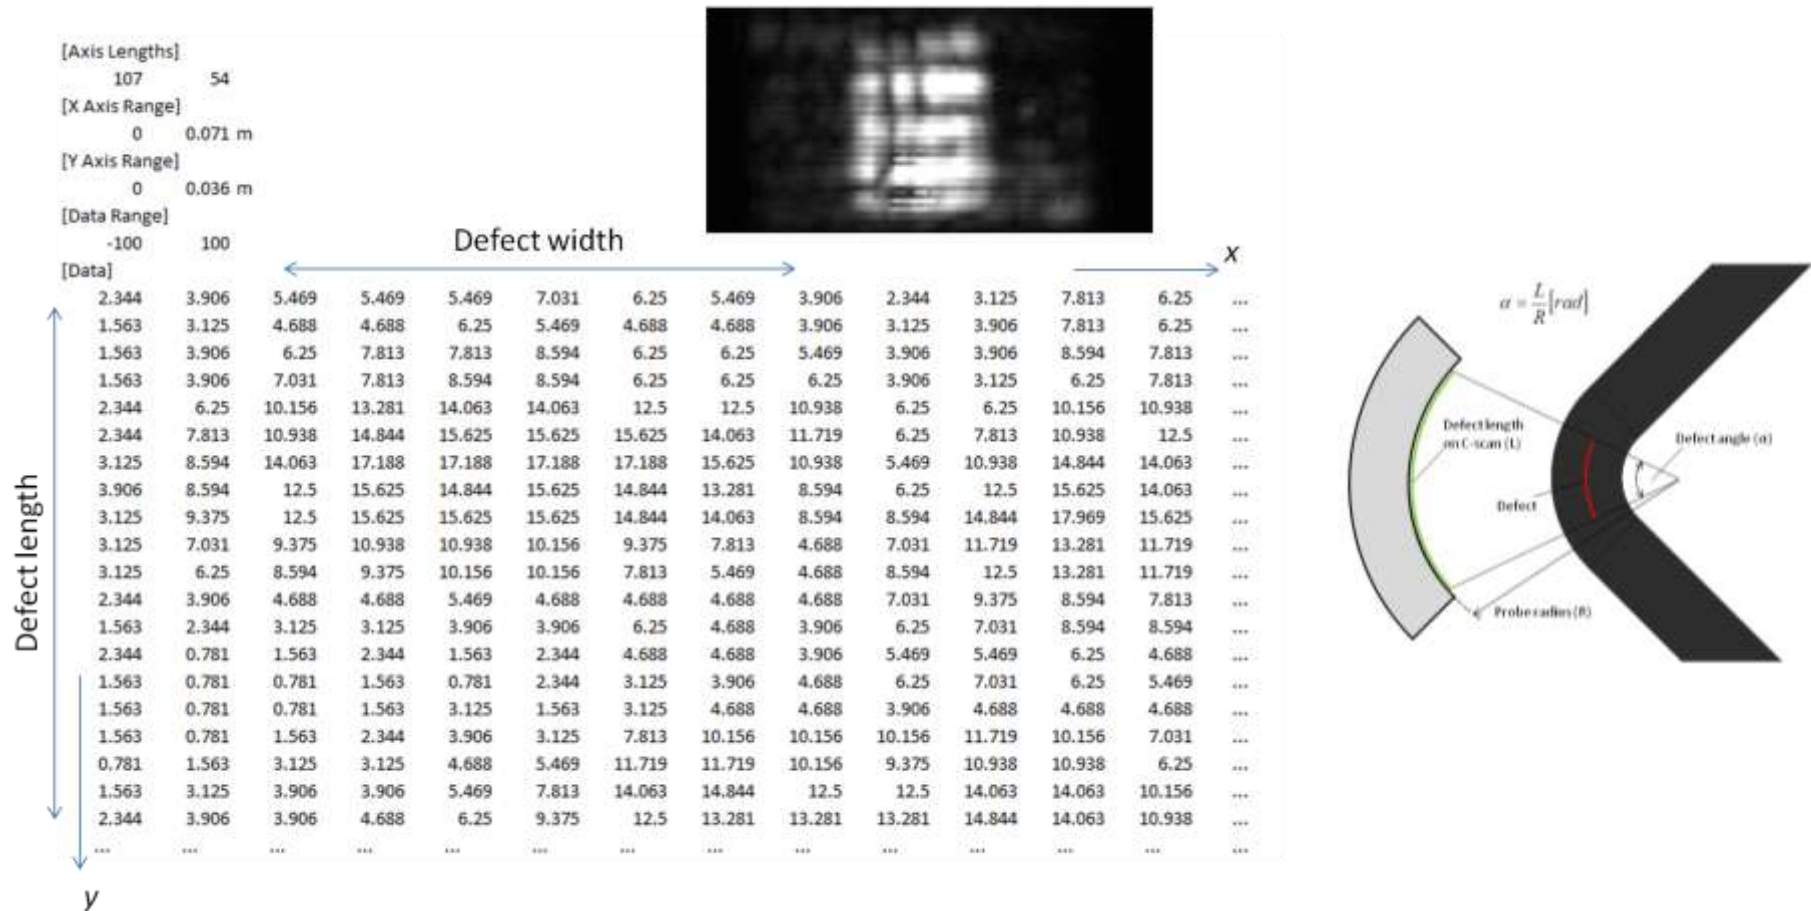 [Axis Lengths]
107 54
[X Axis Range]
0 0.071 m
[Y Axis Range]
0 0.036 m
[Data Range]
-100 100
[Data]
Defect width
x
2.344 3.906 5.469 5.469 5.469 7.031 6.25 5.469 3.906 2.344 3.125 7.813 6.25 ...
1.563 3.125 4.688 4.688 6.25 5.469 4.688 4.688 3.906 3.125 3.906 7.813 6.25 ...
1.563 3.906 6.25 7.813 7.813 8.594 6.25 6.25 5.469 3.906 3.906 8.594 7.813 ...
1.563 3.906 7.031 7.813 8.594 8.594 6.25 6.25 6.25 3.906 3.125 6.25 7.813 ...
2.344 6.25 10.156 13.281 14.063 14.063 12.5 12.5 10.938 6.25 6.25 10.156 10.938 ...
2.344 7.813 10.938 14.844 15.625 15.625 15.625 14.063 11.719 6.25 7.813 10.938 12.5 ...
3.125 8.594 14.063 17.188 17.188 17.188 17.188 15.625 10.938 5.469 10.938 14.844 14.063 ...
3.906 8.594 12.5 15.625 14.844 15.625 14.844 13.281 8.594 6.25 12.5 15.625 14.063 ...
3.125 9.375 12.5 15.625 15.625 15.625 14.844 14.063 8.594 8.594 14.844 17.969 15.625 ...
3.125 7.031 9.375 10.938 10.938 10.156 9.375 7.813 4.688 7.031 11.719 13.281 11.719 ...
3.125 6.25 8.594 9.375 10.156 10.156 7.813 5.469 4.688 8.594 12.5 13.281 11.719 ...
2.344 3.906 4.688 4.688 5.469 4.688 4.688 4.688 4.688 7.031 9.375 8.594 7.813 ...
1.563 2.344 3.125 3.125 3.906 3.906 6.25 4.688 3.906 6.25 7.031 8.594 8.594 ...
2.344 0.781 1.563 2.344 1.563 2.344 4.688 4.688 3.906 5.469 5.469 6.25 4.688 ...
1.563 0.781 0.781 1.563 0.781 2.344 3.125 3.906 4.688 6.25 7.031 6.25 5.469 ...
1.563 0.781 0.781 1.563 3.125 1.563 3.125 4.688 4.688 3.906 4.688 4.688 4.688 ...
1.563 0.781 1.563 2.344 3.906 3.125 7.813 10.156 10.156 10.156 11.719 10.156 7.031 ...
0.781 1.563 3.125 3.125 4.688 5.469 11.719 11.719 10.156 9.375 10.938 10.938 6.25 ...
1.563 3.125 3.906 3.906 5.469 7.813 14.063 14.844 12.5 12.5 14.063 14.063 10.156 ...
2.344 3.906 3.906 4.688 6.25 9.375 12.5 13.281 13.281 13.281 14.844 14.063 10.938 ...
... ... ... ... ... ... ... ... ... ... ... ... ... ...
Defect length
y
α = L/R [rad]
Defect length
on C-scan (L)
Defect angle (α)
Defect
Probe radius (R)